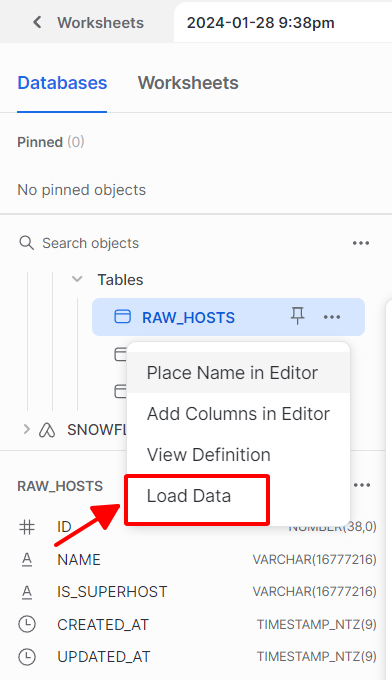 Worksheets
2024-01-28 9:38pm
Databases Worksheets
Pinned (0)
No pinned objects
Search objects
Tables
RAW_HOSTS
Place Name in Editor
Add Columns in Editor
View Definition
Load Data
RAW_HOSTS
ID NUMBER(38,0)
NAME VARCHAR(16777216)
IS_SUPERHOST VARCHAR(16777216)
CREATED_AT TIMESTAMP_NTZ(9)
UPDATED_AT TIMESTAMP_NTZ(9)